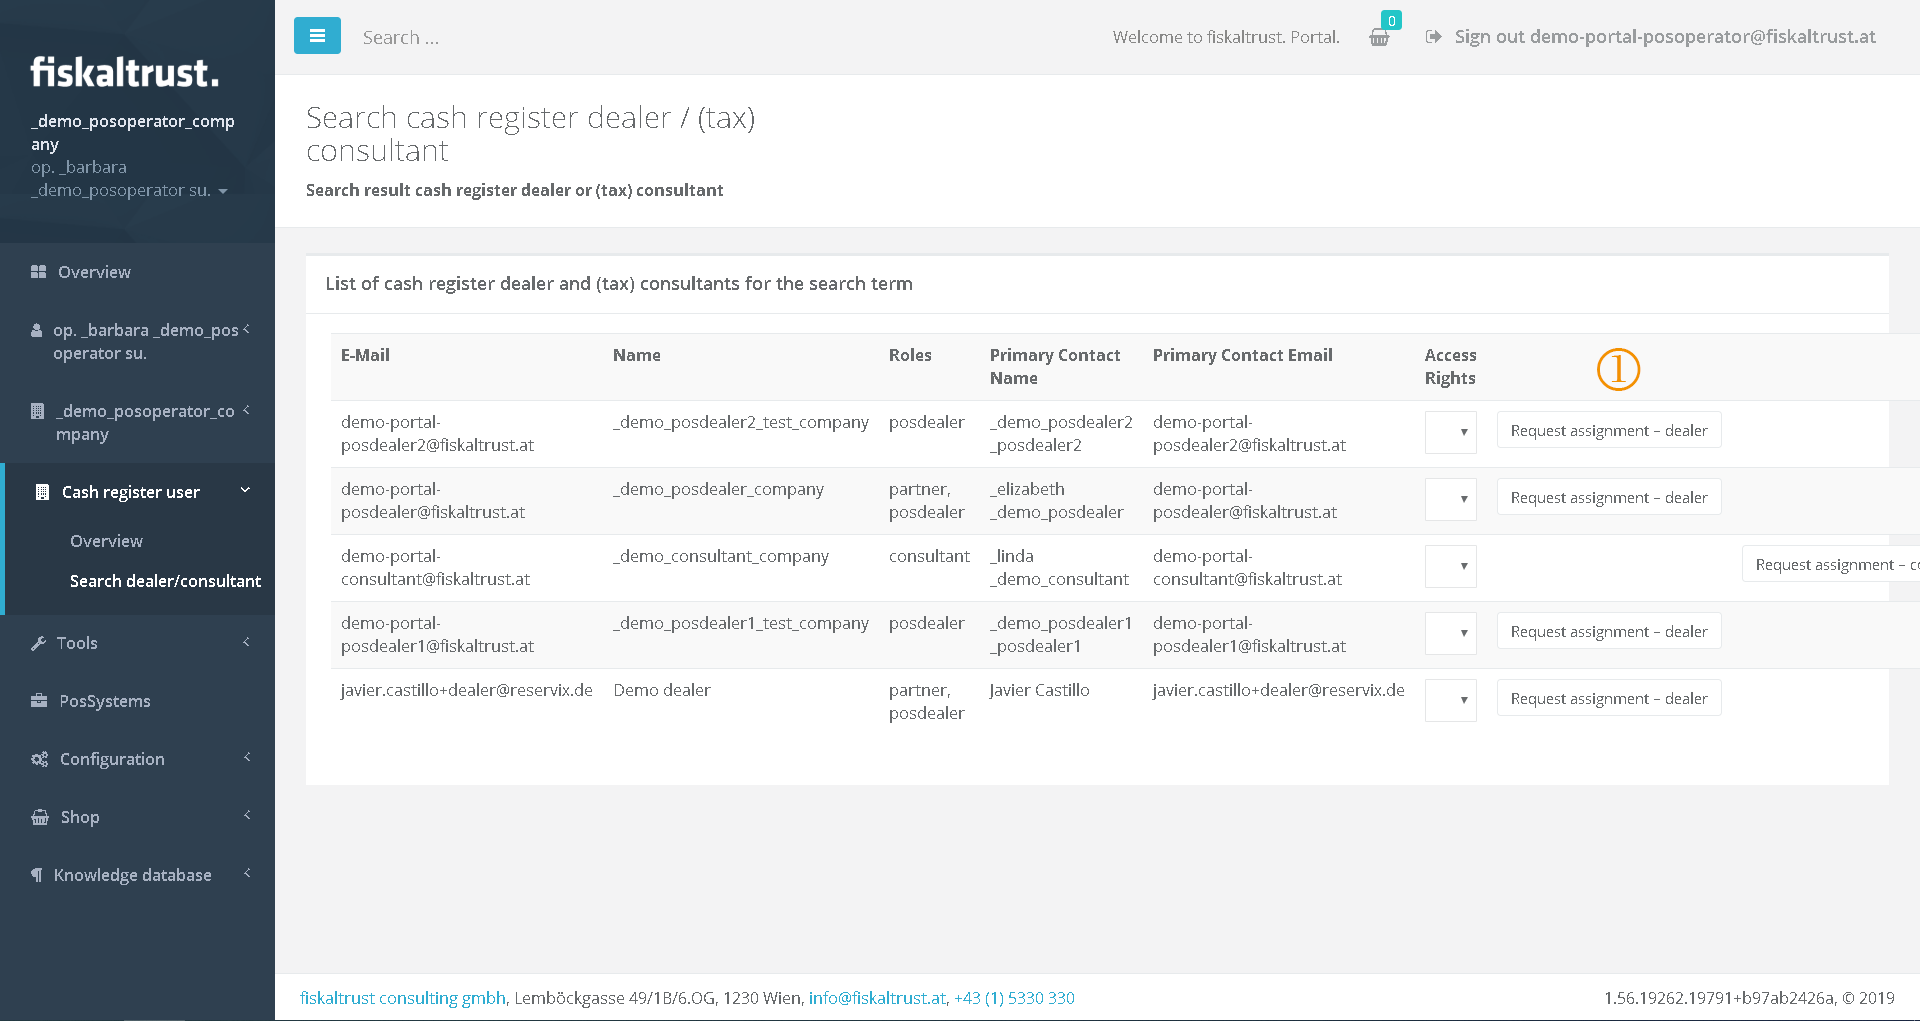 fiskaltrust.
_demo_posoperator_comp
any
op. _barbara
_demo_posoperator su.
Overview
op. _barbara _demo_pos
operator su.
_demo_posoperator_co
mpany
Cash register user
Overview
Search dealer/consultant
Tools
PosSystems
Configuration
Shop
Knowledge database
Search ...
Welcome to fiskaltrust. Portal.
0
Sign out demo-portal-posoperator@fiskaltrust.at
Search cash register dealer / (tax)
consultant
Search result cash register dealer or (tax) consultant
List of cash register dealer and (tax) consultants for the search term
E-Mail Name Roles Primary Contact Name Primary Contact Email Access Rights
1
demo-portal-posdealer2@fiskaltrust.at _demo_posdealer2_test_company posdealer _demo_posdealer2 _posdealer2 demo-portal-posdealer2@fiskaltrust.at Request assignment – dealer
demo-portal-posdealer@fiskaltrust.at _demo_posdealer_company partner, posdealer _elizabeth _demo_posdealer demo-portal-posdealer@fiskaltrust.at Request assignment – dealer
demo-portal-consultant@fiskaltrust.at _demo_consultant_company consultant _linda _demo_consultant demo-portal-consultant@fiskaltrust.at Request assignment – co
demo-portal-posdealer1@fiskaltrust.at _demo_posdealer1_test_company posdealer _demo_posdealer1 _posdealer1 demo-portal-posdealer1@fiskaltrust.at Request assignment – dealer
javier.castillo+dealer@reservix.de Demo dealer partner, posdealer Javier Castillo javier.castillo+dealer@reservix.de Request assignment – dealer
fiskaltrust consulting gmbh, Lemböckgasse 49/1B/6.OG, 1230 Wien, info@fiskaltrust.at, +43 (1) 5330 330
1.56.19262.19791+b97ab2426a, © 2019